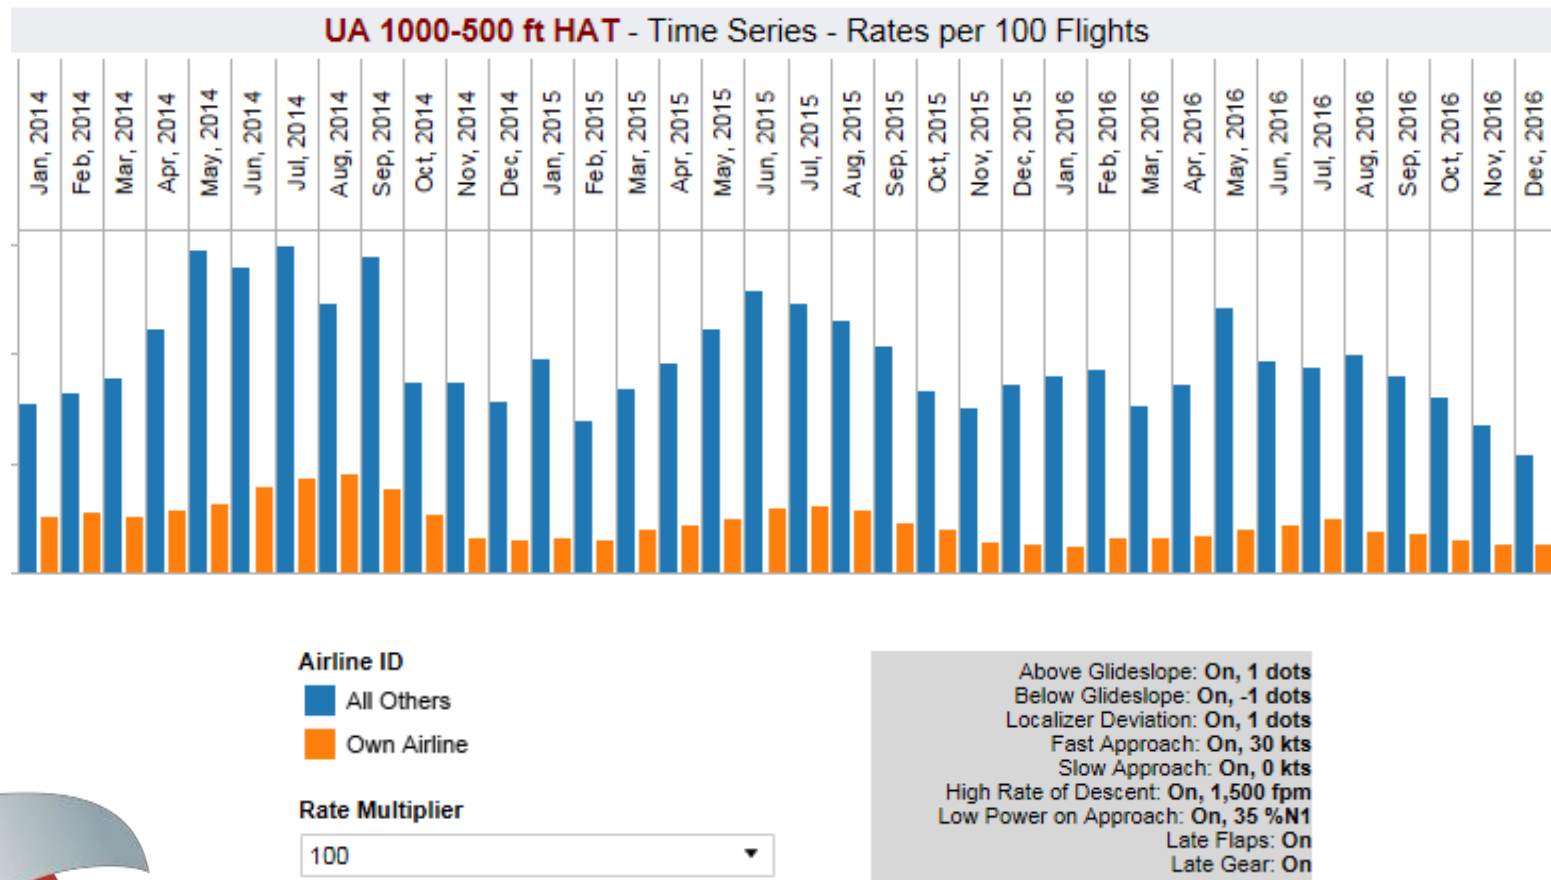 UA 1000-500 ft HAT - Time Series - Rates per 100 Flights
Jan, 2014
Feb, 2014
Mar, 2014
Apr, 2014
May, 2014
Jun, 2014
Jul, 2014
Aug, 2014
Sep, 2014
Oct, 2014
Nov, 2014
Dec, 2014
Jan, 2015
Feb, 2015
Mar, 2015
Apr, 2015
May, 2015
Jun, 2015
Jul, 2015
Aug, 2015
Sep, 2015
Oct, 2015
Nov, 2015
Dec, 2015
Jan, 2016
Feb, 2016
Mar, 2016
Apr, 2016
May, 2016
Jun, 2016
Jul, 2016
Aug, 2016
Sep, 2016
Oct, 2016
Nov, 2016
Dec, 2016
Airline ID
All Others
Own Airline
Rate Multiplier
100
Above Glideslope: On, 1 dots
Below Glideslope: On, -1 dots
Localizer Deviation: On, 1 dots
Fast Approach: On, 30 kts
Slow Approach: On, 0 kts
High Rate of Descent: On, 1,500 fpm
Low Power on Approach: On, 35 %N1
Late Flaps: On
Late Gear: On